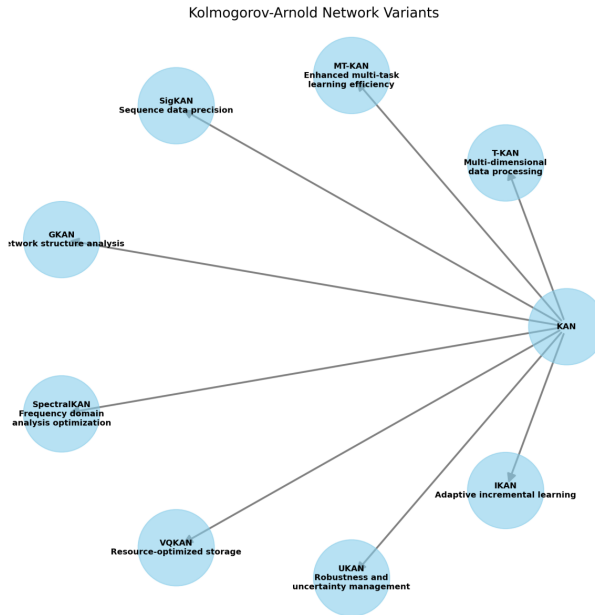 Kolmogorov-Arnold Network Variants
MT-KAN
Enhanced multi-task
learning efficiency
SigKAN
Sequence data precision
T-KAN
Multi-dimensional
data processing
GKAN
etwork structure analysis
KAN
SpectralKAN
Frequency domain
analysis optimization
IKAN
Adaptive incremental learning
VQKAN
Resource-optimized storage
UKAN
Robustness and
uncertainty management